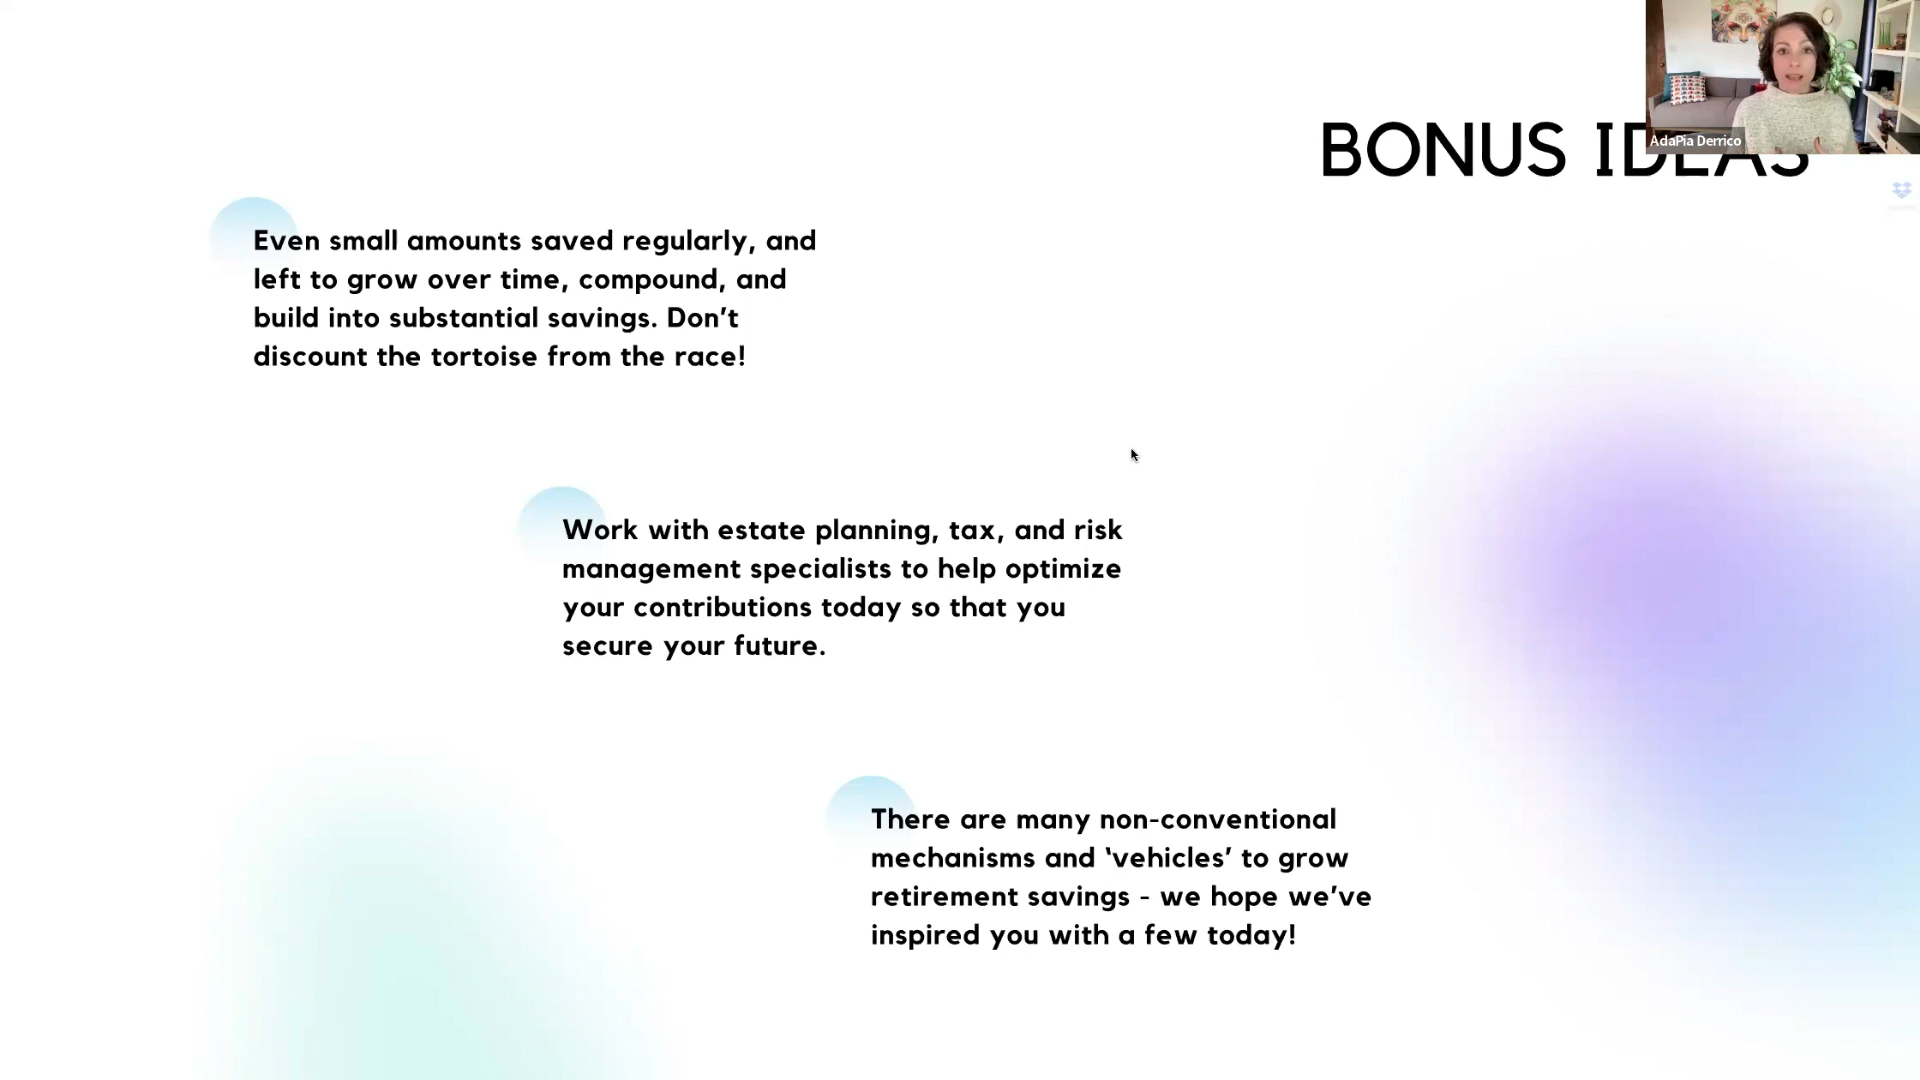 BONUS IDEAS
AdaPia Derrico
Even small amounts saved regularly, and
left to grow over time, compound, and
build into substantial savings. Don’t
discount the tortoise from the race!
Work with estate planning, tax, and risk
management specialists to help optimize
your contributions today so that you
secure your future.
There are many non-conventional
mechanisms and ‘vehicles’ to grow
retirement savings - we hope we’ve
inspired you with a few today!